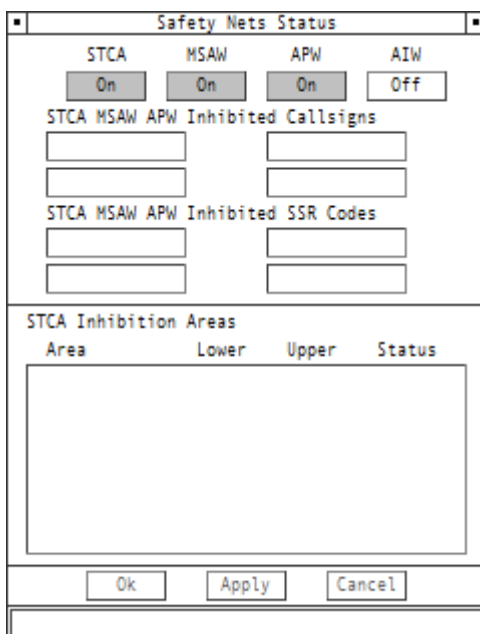 Safety Nets Status
STCA MSAW APW AIW
On On On Off
STCA MSAW APW Inhibited Callsigns
STCA MSAW APW Inhibited SSR Codes
STCA Inhibition Areas
Area Lower Upper Status
Ok Apply Cancel